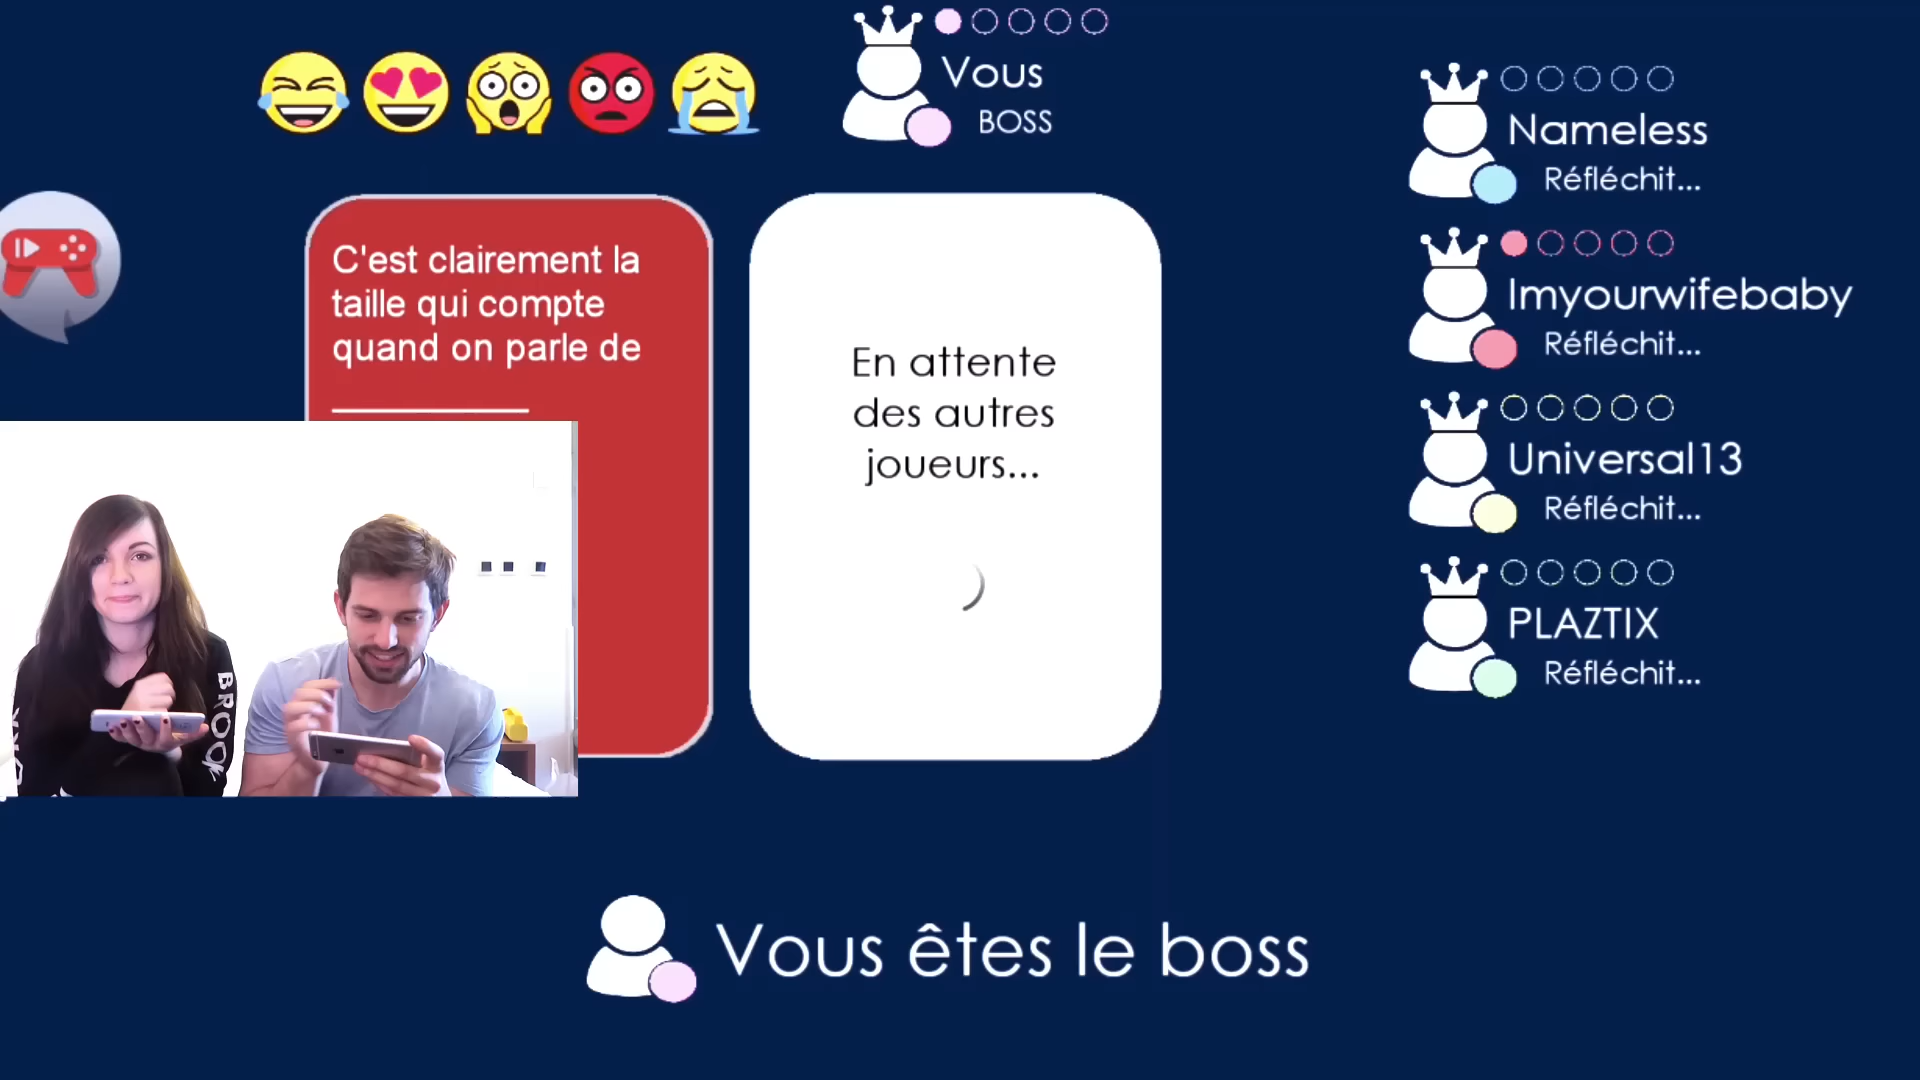 Vous
BOSS
Nameless
Réfléchit...
Imyourwifebaby
Réfléchit...
Universal13
Réfléchit...
PLAZTIX
Réfléchit...
C'est clairement la
taille qui compte
quand on parle de
En attente
des autres
joueurs...
BROOK
Vous êtes le boss